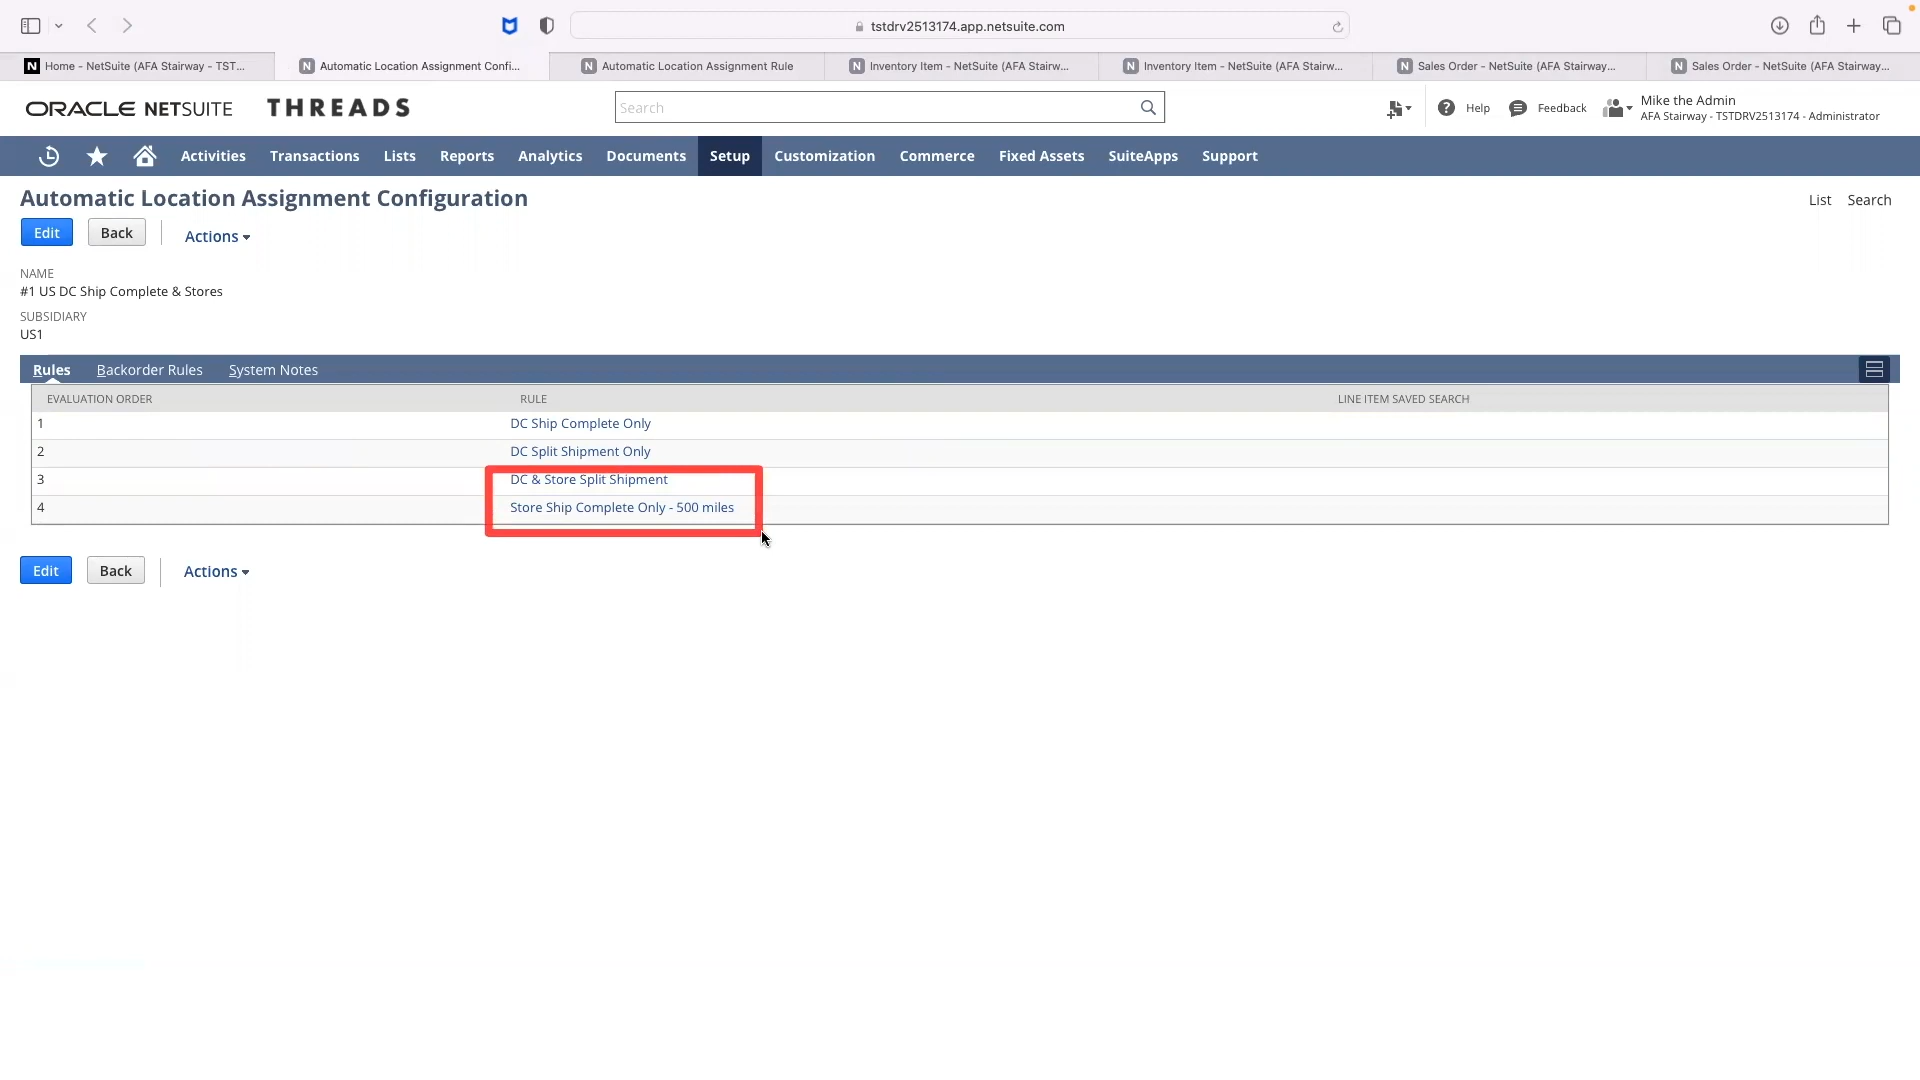 tstdrv2513174.app.netsuite.com
Home - NetSuite (AFA Stairway - TST...
Automatic Location Assignment Confi...
Automatic Location Assignment Rule
Inventory Item - NetSuite (AFA Stairw...
Inventory Item - NetSuite (AFA Stairw...
Sales Order - NetSuite (AFA Stairway...
Sales Order - NetSuite (AFA Stairway...
ORACLE NETSUITE THREADS
Search
Help
Feedback
Mike the Admin
AFA Stairway - TSTDRV2513174 - Administrator
Activities Transactions Lists Reports Analytics Documents Setup Customization Commerce Fixed Assets SuiteApps Support
Automatic Location Assignment Configuration
List Search
Edit Back Actions
NAME
#1 US DC Ship Complete & Stores
SUBSIDIARY
US1
Rules Backorder Rules System Notes
EVALUATION ORDER RULE LINE ITEM SAVED SEARCH
1 DC Ship Complete Only
2 DC Split Shipment Only
3 DC & Store Split Shipment
4 Store Ship Complete Only - 500 miles
Edit Back Actions